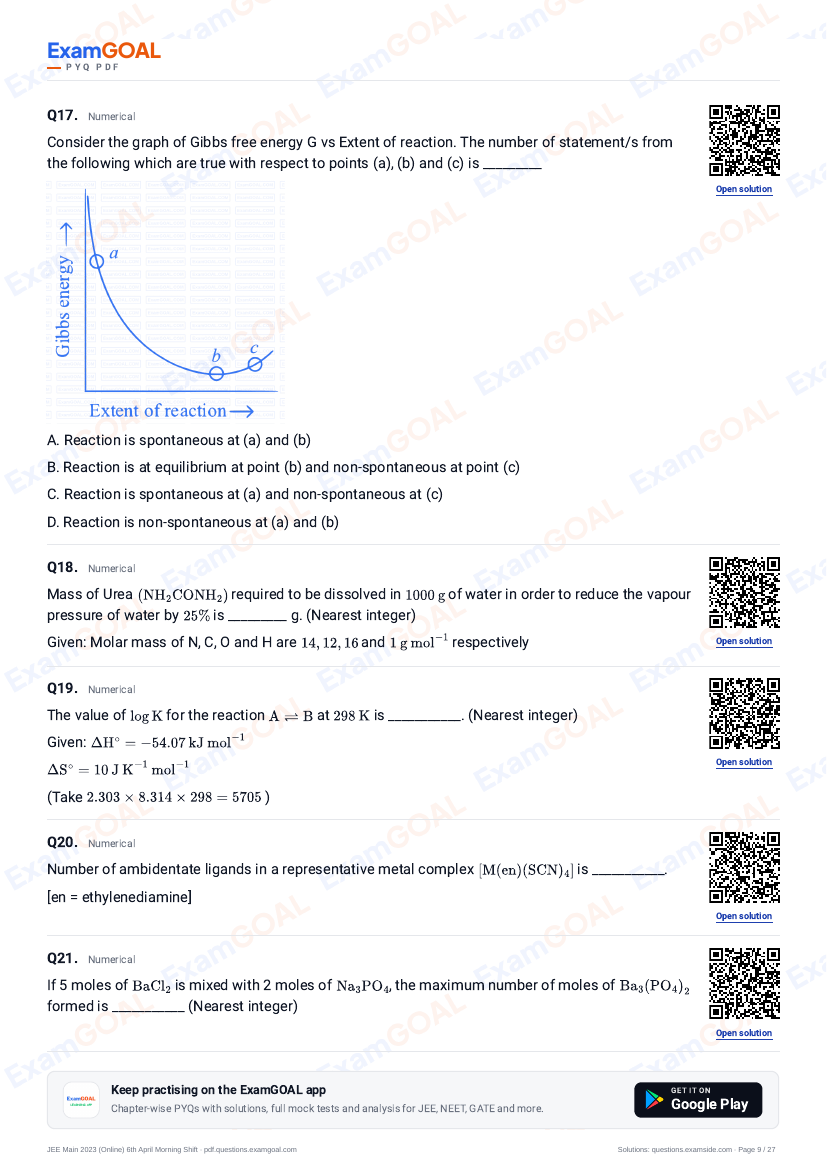 ExamGOAL
PYQ PDF
Q17. Numerical
Consider the graph of Gibbs free energy G vs Extent of reaction. The number of statement/s from
the following which are true with respect to points (a), (b) and (c) is ________
Open solution
Gibbs energy →
a
b
c
Extent of reaction →
A. Reaction is spontaneous at (a) and (b)
B. Reaction is at equilibrium at point (b) and non-spontaneous at point (c)
C. Reaction is spontaneous at (a) and non-spontaneous at (c)
D. Reaction is non-spontaneous at (a) and (b)
Q18. Numerical
Mass of Urea (NH₂CONH₂) required to be dissolved in 1000 g of water in order to reduce the vapour
pressure of water by 25% is ________ g. (Nearest integer)
Given: Molar mass of N, C, O and H are 14, 12, 16 and 1 g mol⁻¹ respectively
Open solution
Q19. Numerical
The value of log K for the reaction A ⇌ B at 298 K is __________. (Nearest integer)
Given: ΔH° = −54.07 kJ mol⁻¹
ΔS° = 10 J K⁻¹ mol⁻¹
(Take 2.303 × 8.314 × 298 = 5705 )
Open solution
Q20. Numerical
Number of ambidentate ligands in a representative metal complex [M(en)(SCN)₄] is __________.
[en = ethylenediamine]
Open solution
Q21. Numerical
If 5 moles of BaCl₂ is mixed with 2 moles of Na₃PO₄, the maximum number of moles of Ba₃(PO₄)₂
formed is __________ (Nearest integer)
Open solution
Keep practising on the ExamGOAL app
Chapter-wise PYQs with solutions, full mock tests and analysis for JEE, NEET, GATE and more.
GET IT ON
Google Play
JEE Main 2023 (Online) 6th April Morning Shift · pdf.questions.examgoal.com
Solutions: questions.examside.com · Page 9 / 27